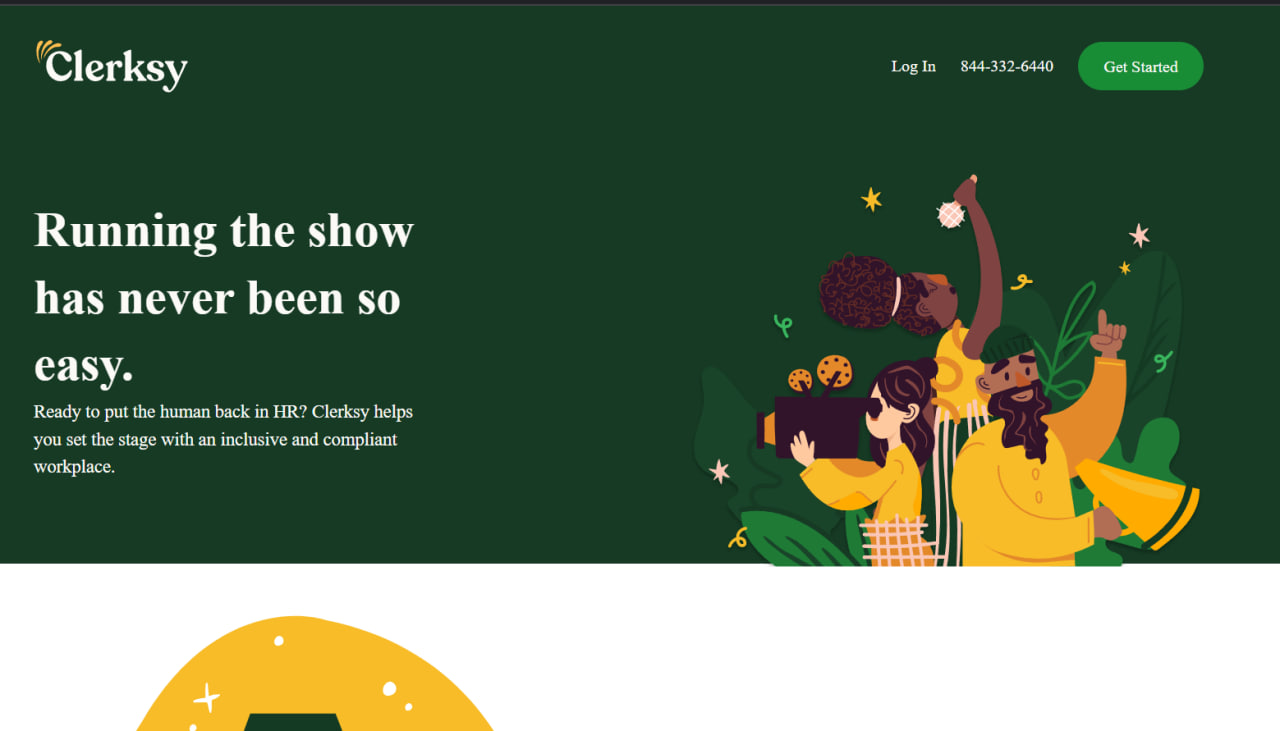 Clerksy
Log In
844-332-6440
Get Started
Running the show
has never been so
easy.
Ready to put the human back in HR? Clerksy helps
you set the stage with an inclusive and compliant
workplace.